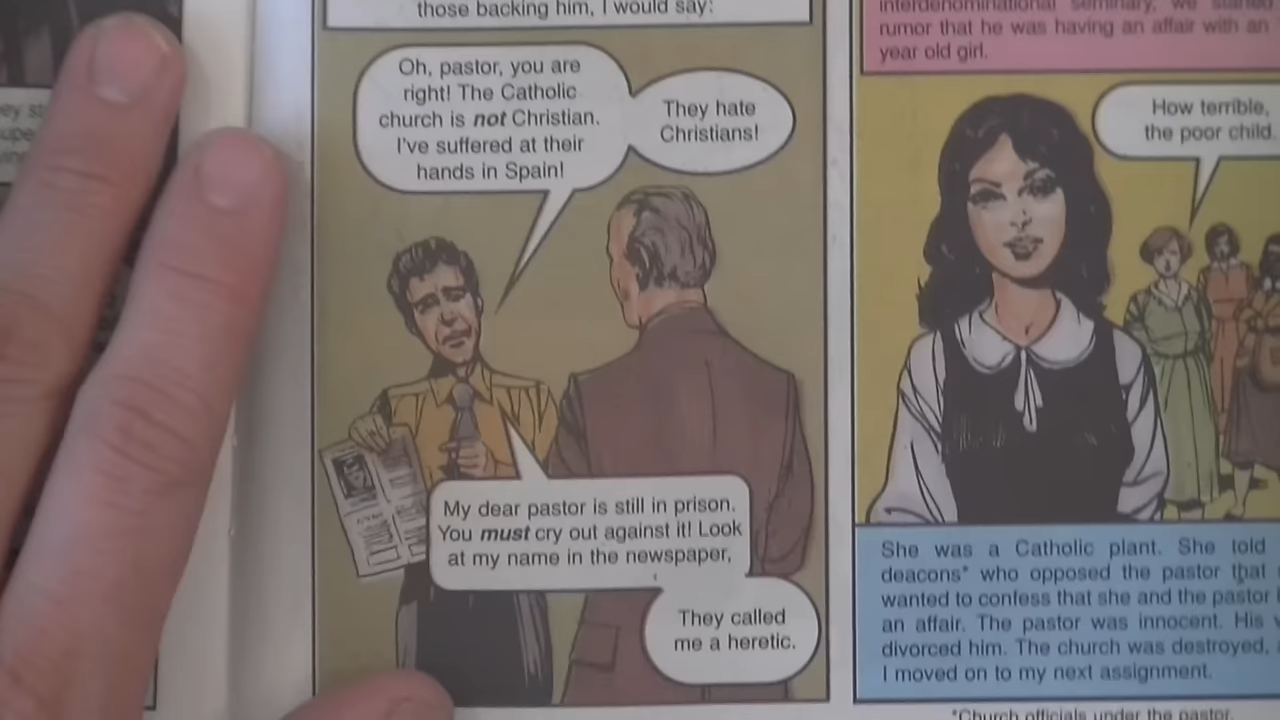 those backing him, I would say:
Oh, pastor, you are
right! The Catholic
church is not Christian.
I've suffered at their
hands in Spain!
They hate
Christians!
My dear pastor is still in prison.
You must cry out against it! Look
at my name in the newspaper.
They called
me a heretic.
interdenominational seminary, we started
rumor that he was having an affair with an
year old girl.
How terrible,
the poor child.
She was a Catholic plant. She told
deacons* who opposed the pastor that
wanted to confess that she and the pastor
an affair. The pastor was innocent. His
divorced him. The church was destroyed,
I moved on to my next assignment.
*Church officials under the pastor.